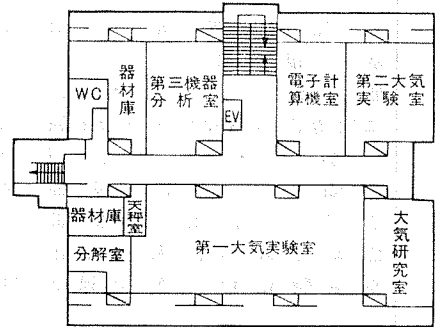 器材庫
第三機器
分析室
電子計
算機室
第二大気
実験室
WC
EV
器材庫
天秤室
分解室
第一大気実験室
大気研究室